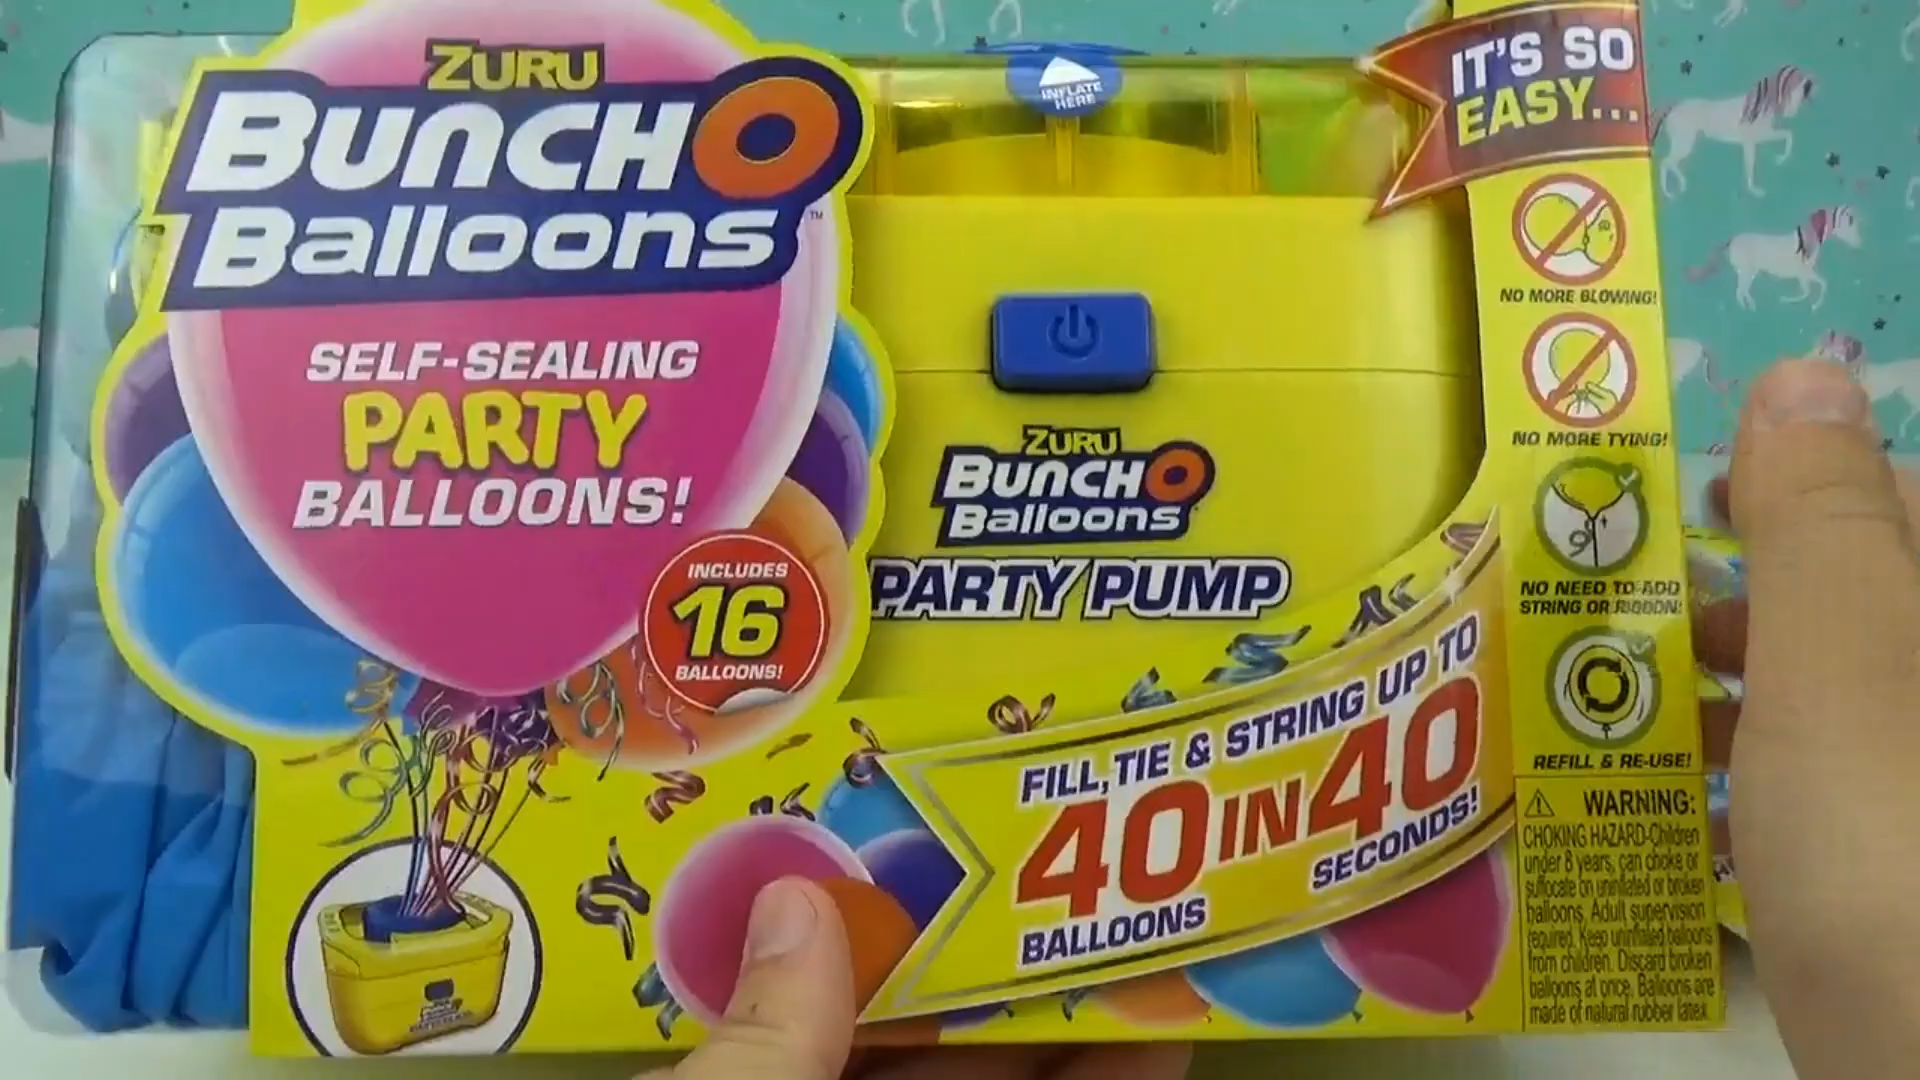 ZURU
BUNCH O
Balloons
™
SELF-SEALING
PARTY
BALLOONS!
INCLUDES
16
BALLOONS!
INFLATE
HERE
ZURU
BUNCH O
Balloons
PARTY PUMP
FILL, TIE & STRING UP TO
40 IN 40
BALLOONS
SECONDS!
IT'S SO
EASY...
NO MORE BLOWING!
NO MORE TYING!
NO NEED TO ADD
STRING OR RIBBON!
REFILL & RE-USE!
WARNING:
CHOKING HAZARD-Children
under 8 years, can choke or
suffocate on uninflated or broken
balloons. Adult supervision
required. Keep uninflated balloons
from children. Discard broken
balloons at once. Balloons are
made of natural rubber latex.